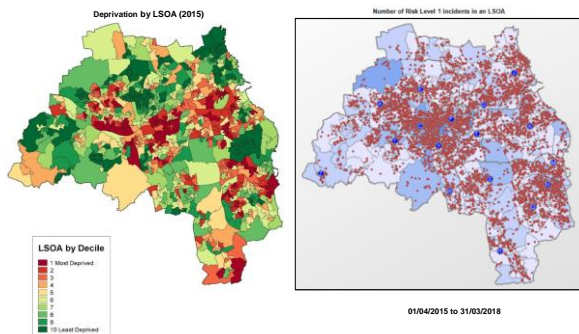 Deprivation by LSOA (2015)
LSOA by Decile
1 Most Deprived
2
3
4
5
6
7
8
9
10 Least Deprived
Number of Risk Level 1 incidents in an LSOA
01/04/2015 to 31/03/2018